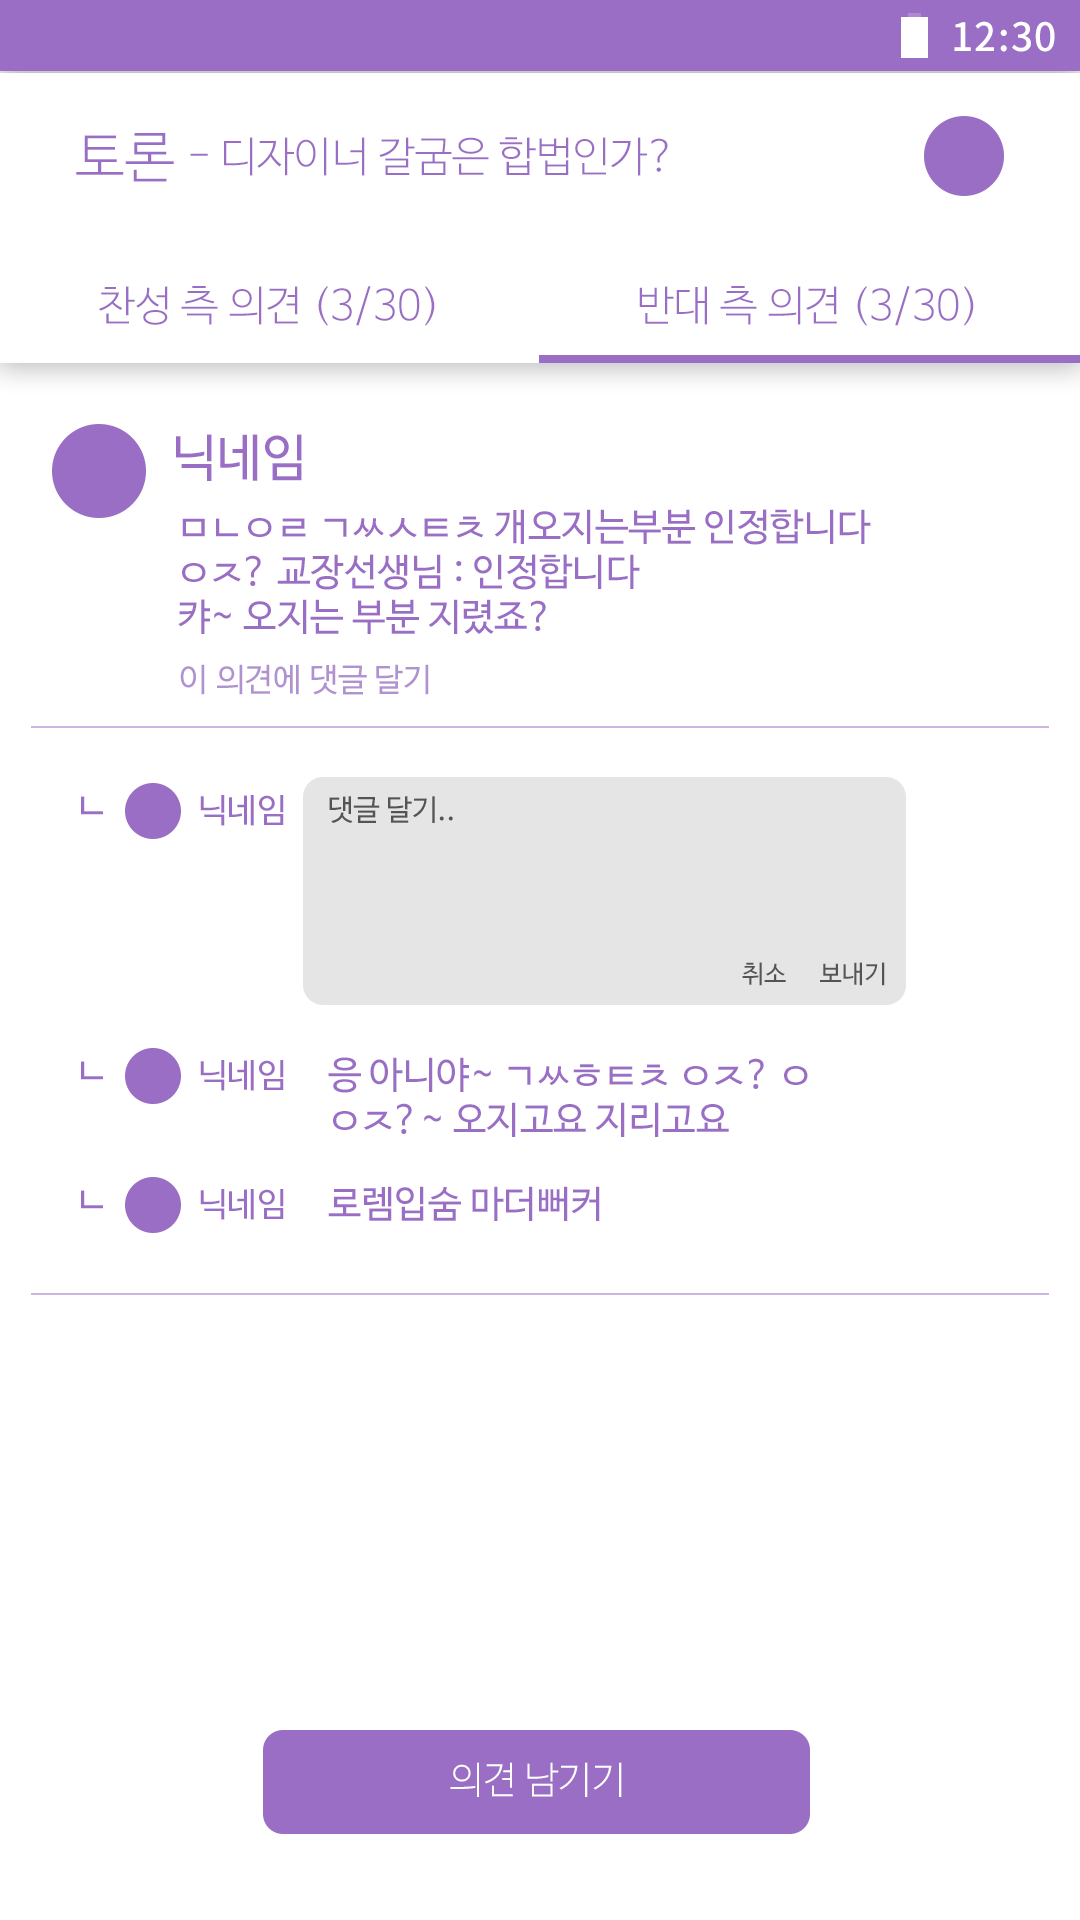 12:30
토론 - 디자이너 갈굼은 합법인가?
찬성 측 의견 (3/30)
반대 측 의견 (3/30)
닉네임
ㅁㄴㅇㄹ ㄱㅆㅅㅌㅊ 개오지는부분 인정합니다
ㅇㅈ? 교장선생님 : 인정합니다
캬~ 오지는 부분 지렸죠?
이 의견에 댓글 달기
ㄴ 닉네임 댓글 달기..
취소 보내기
ㄴ 닉네임 응 아니야~ ㄱㅆㅎㅌㅊ ㅇㅈ? ㅇ
ㅇㅈ? ~ 오지고요 지리고요
ㄴ 닉네임 로렘입숨 마더뻐커
의견 남기기